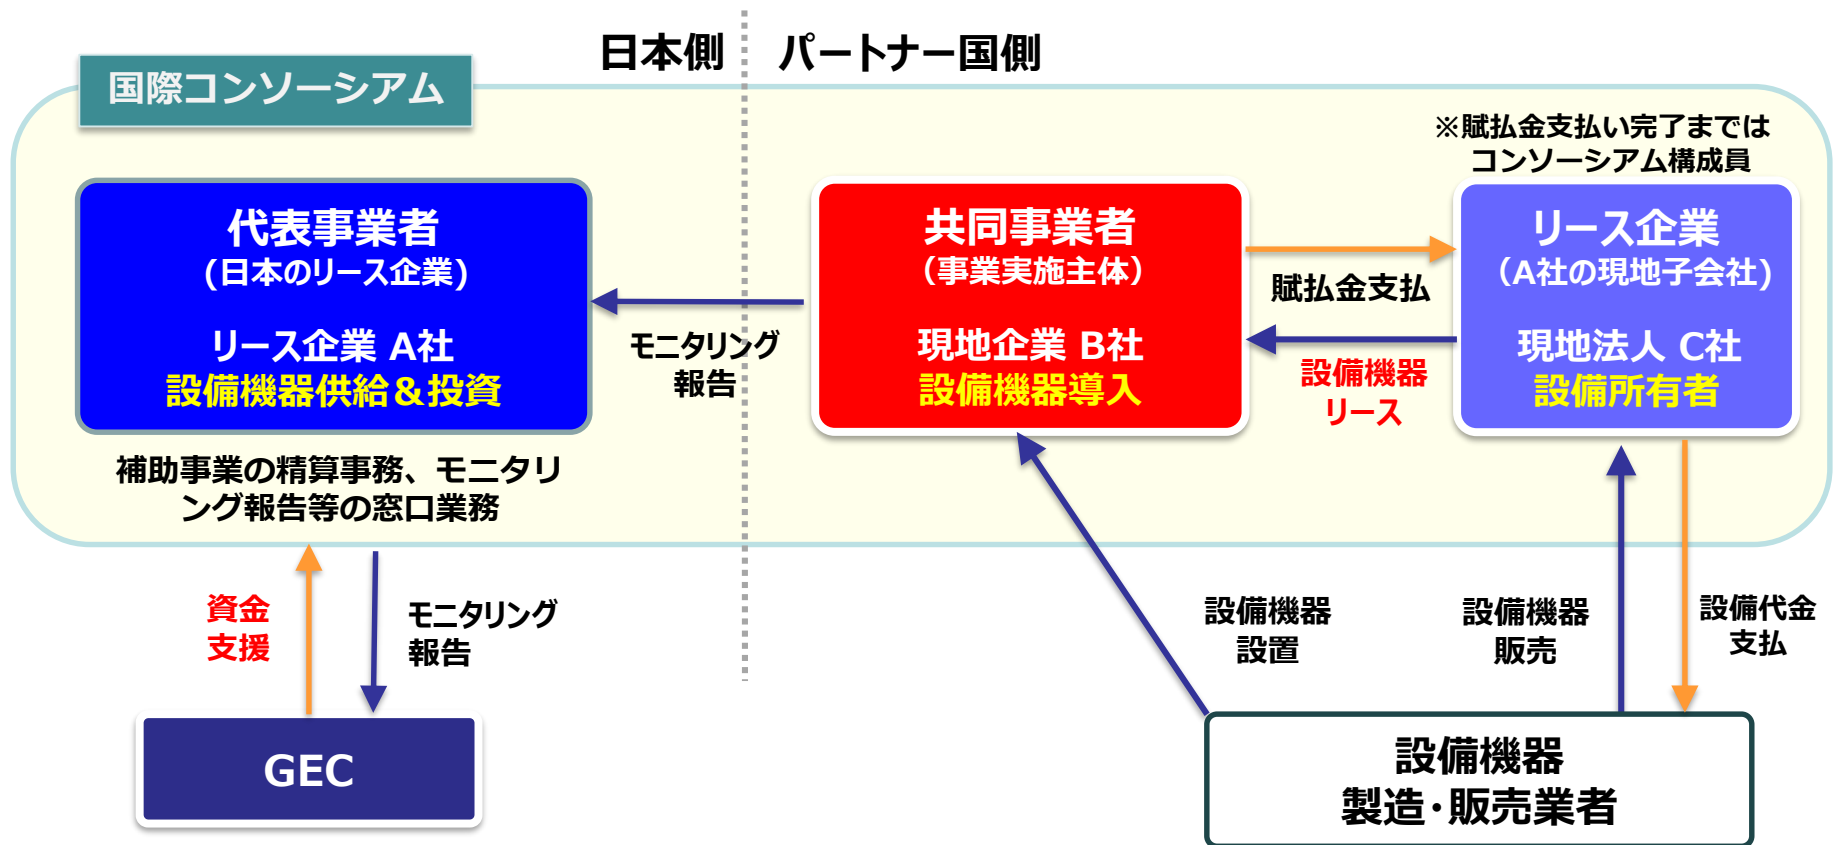 日本側
パートナー国側
国際コンソーシアム
※賦払金支払い完了までは
コンソーシアム構成員
代表事業者
(日本のリース企業)
リース企業 A社
設備機器供給&投資
モニタリング
報告
共同事業者
（事業実施主体）
現地企業 B社
設備機器導入
賦払金支払
設備機器
リース
リース企業
（A社の現地子会社)
現地法人 C社
設備所有者
補助事業の精算事務、モニタリ
ング報告等の窓口業務
資金
支援
モニタリング
報告
設備機器
設置
設備機器
販売
設備代金
支払
GEC
設備機器
製造・販売業者